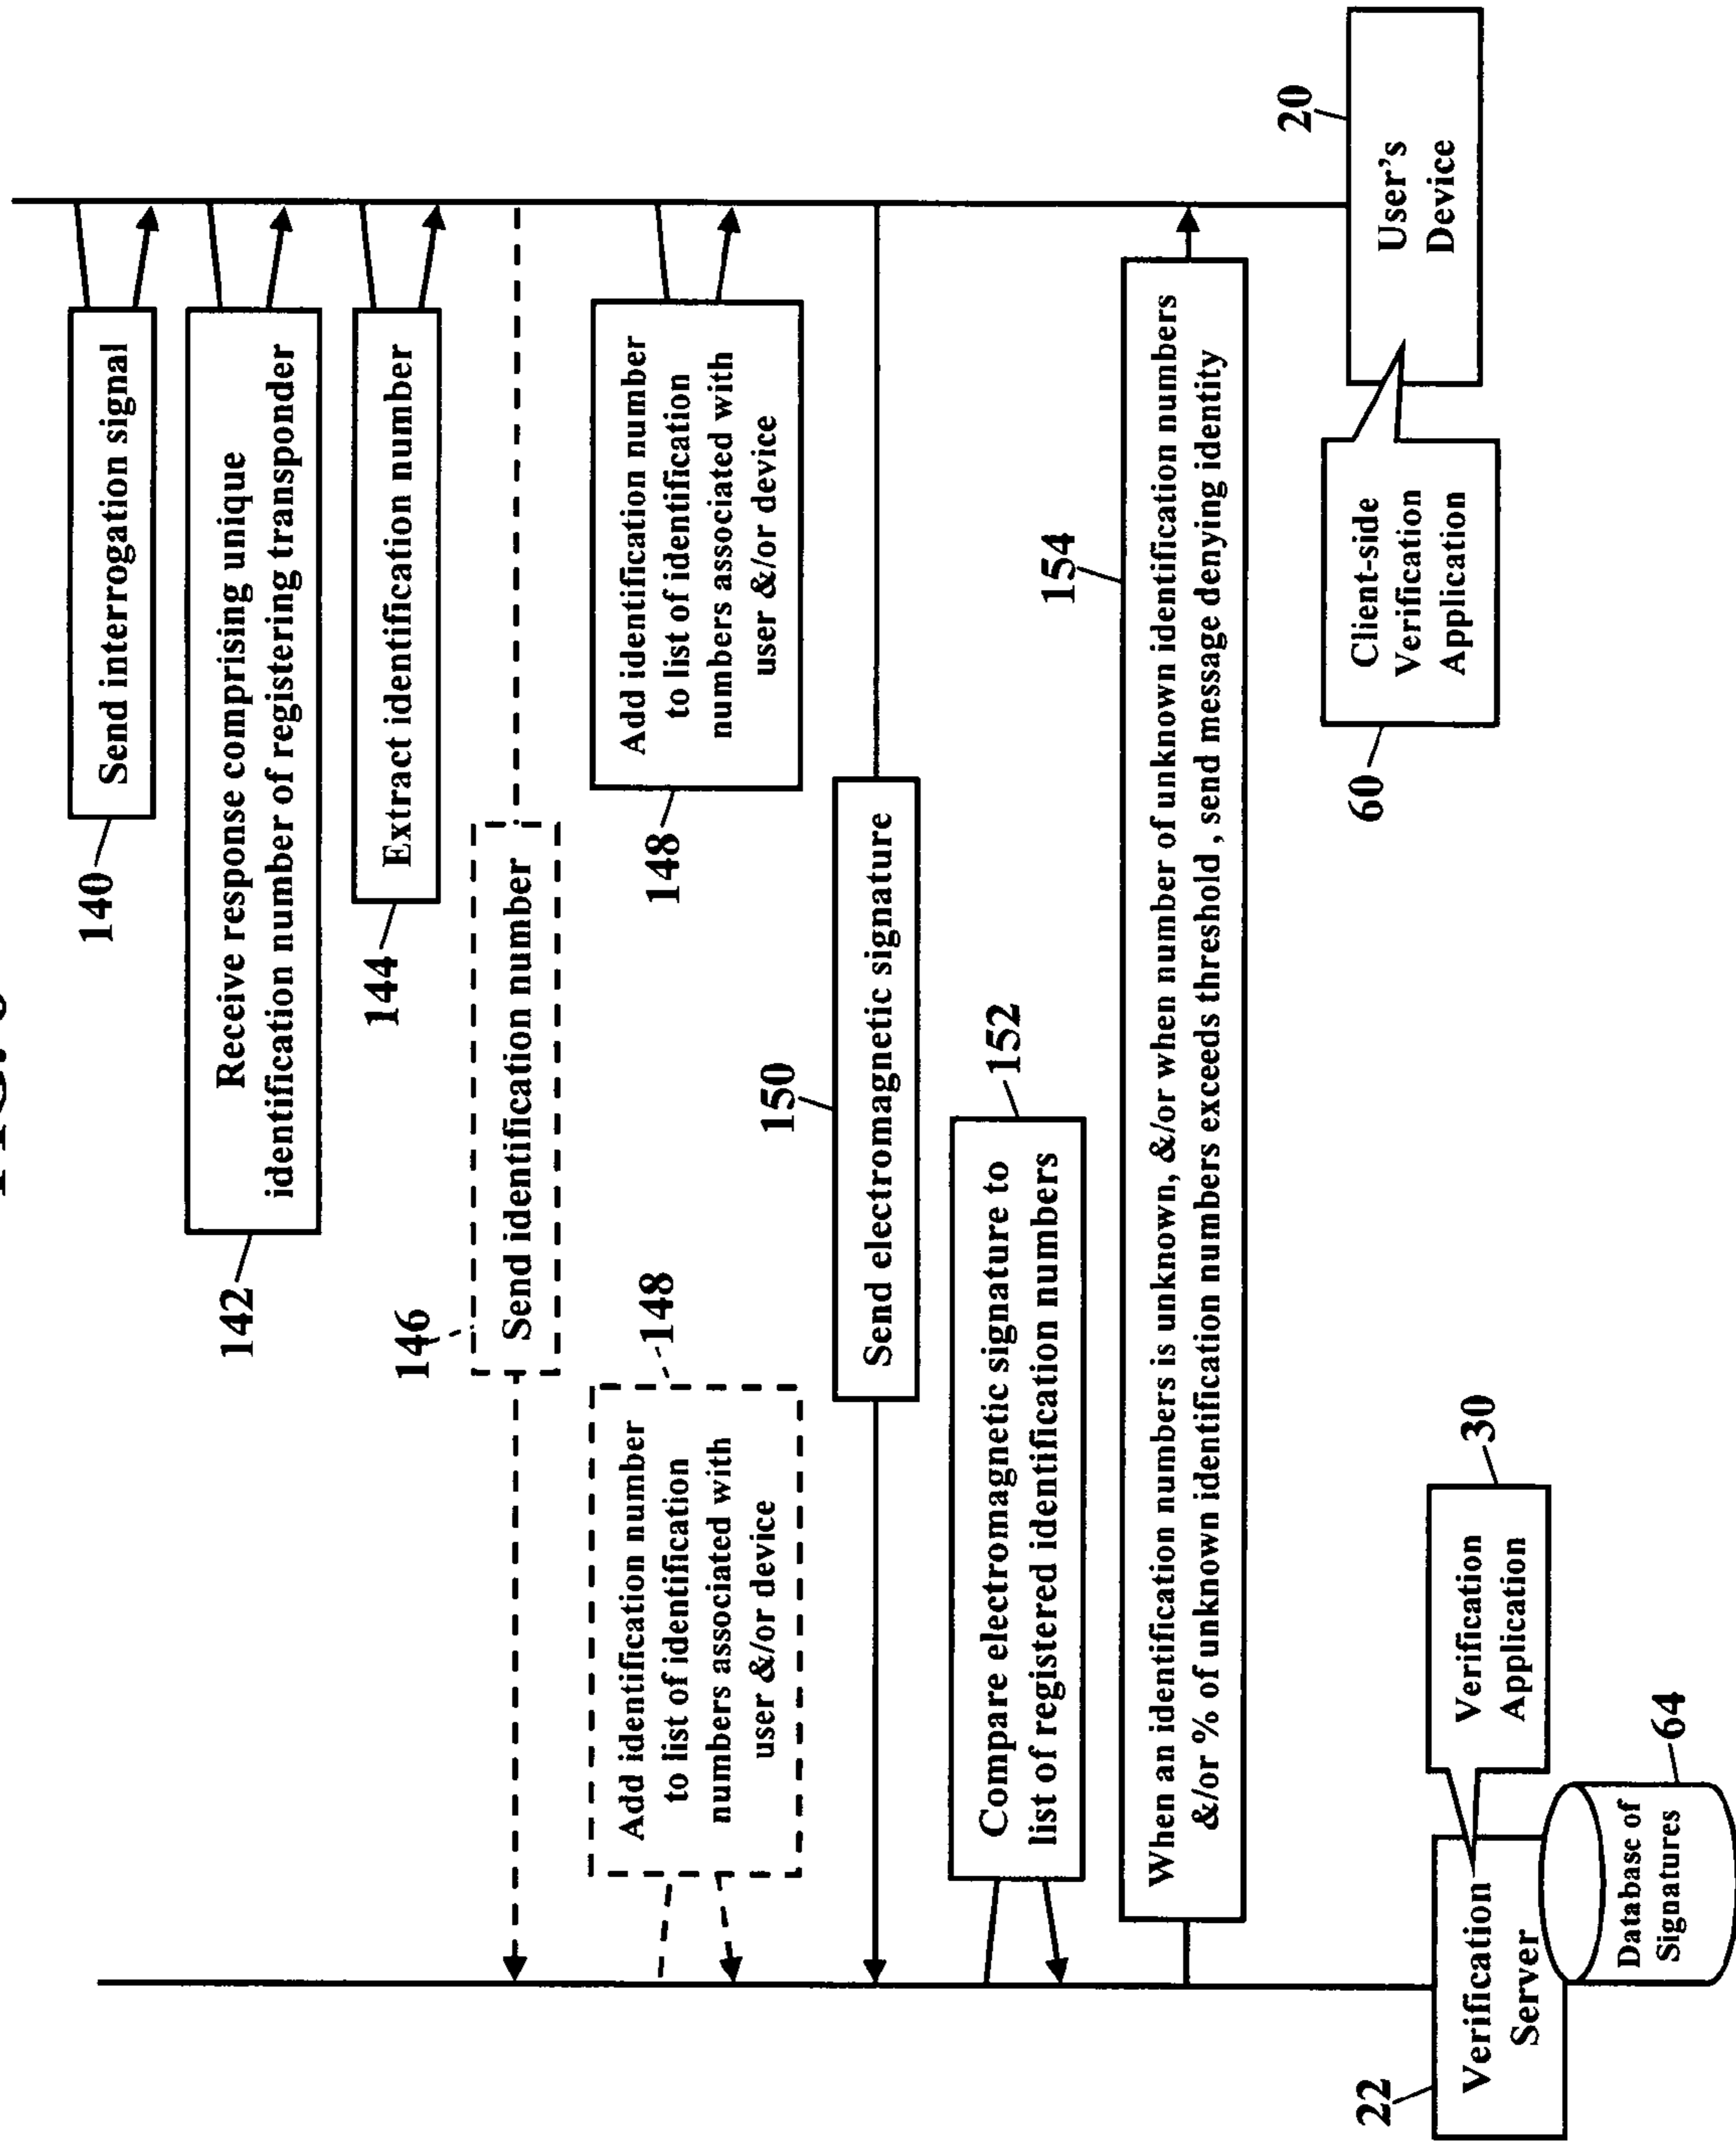 140
Send interrogation signal
142
Receive response comprising unique
identification number of registering transponder
144
Extract identification number
146
Send identification number
148
Add identification number
to list of identification
numbers associated with
user &/or device
148
Add identification number
to list of identification
numbers associated with
user &/or device
150
Send electromagnetic signature
152
Compare electromagnetic signature to
list of registered identification numbers
154
When an identification numbers is unknown, &/or when number of unknown identification numbers
&/or % of unknown identification numbers exceeds threshold , send message denying identity
22
Verification
Server
30
Verification
Application
64
Database of
Signatures
60
Client-side
Verification
Application
20
User's
Device